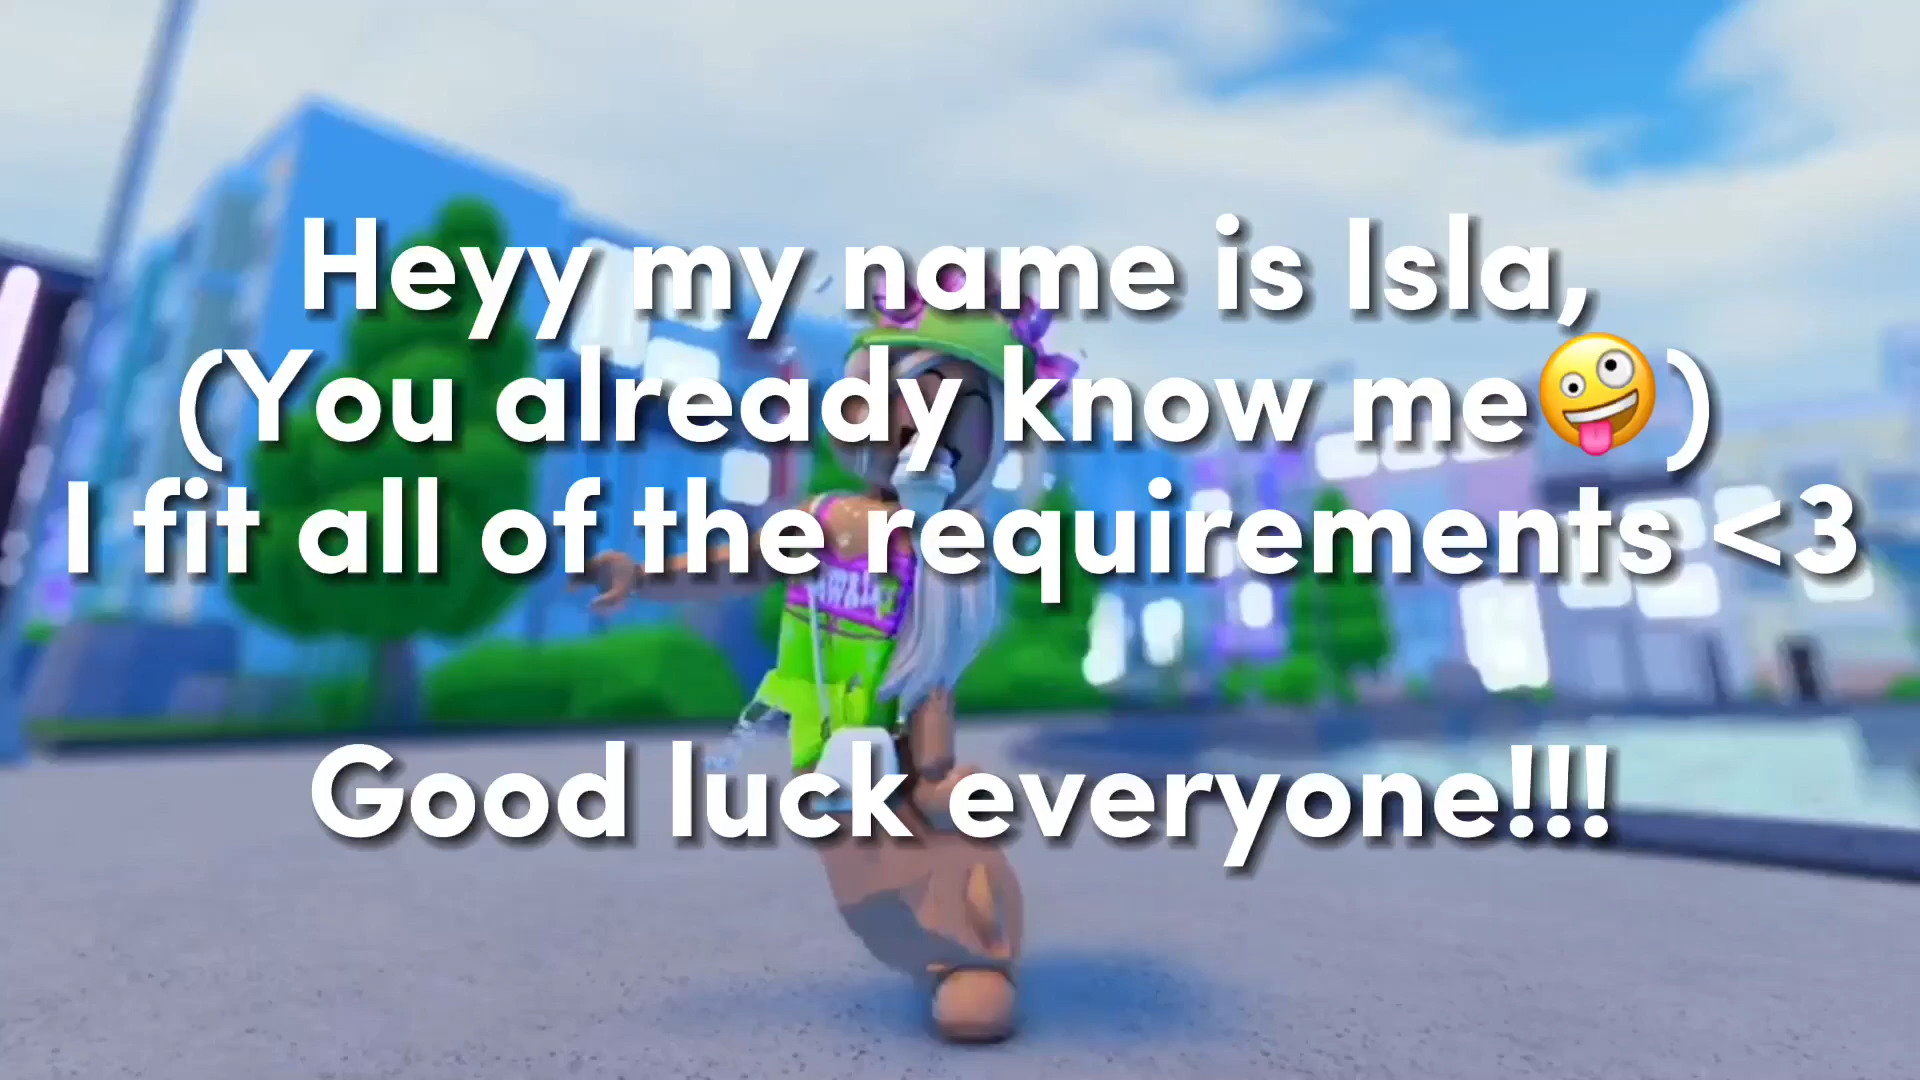 Heyy my name is Isla,
(You already know me🤪)
I fit all of the requirements <3
Good luck everyone!!!